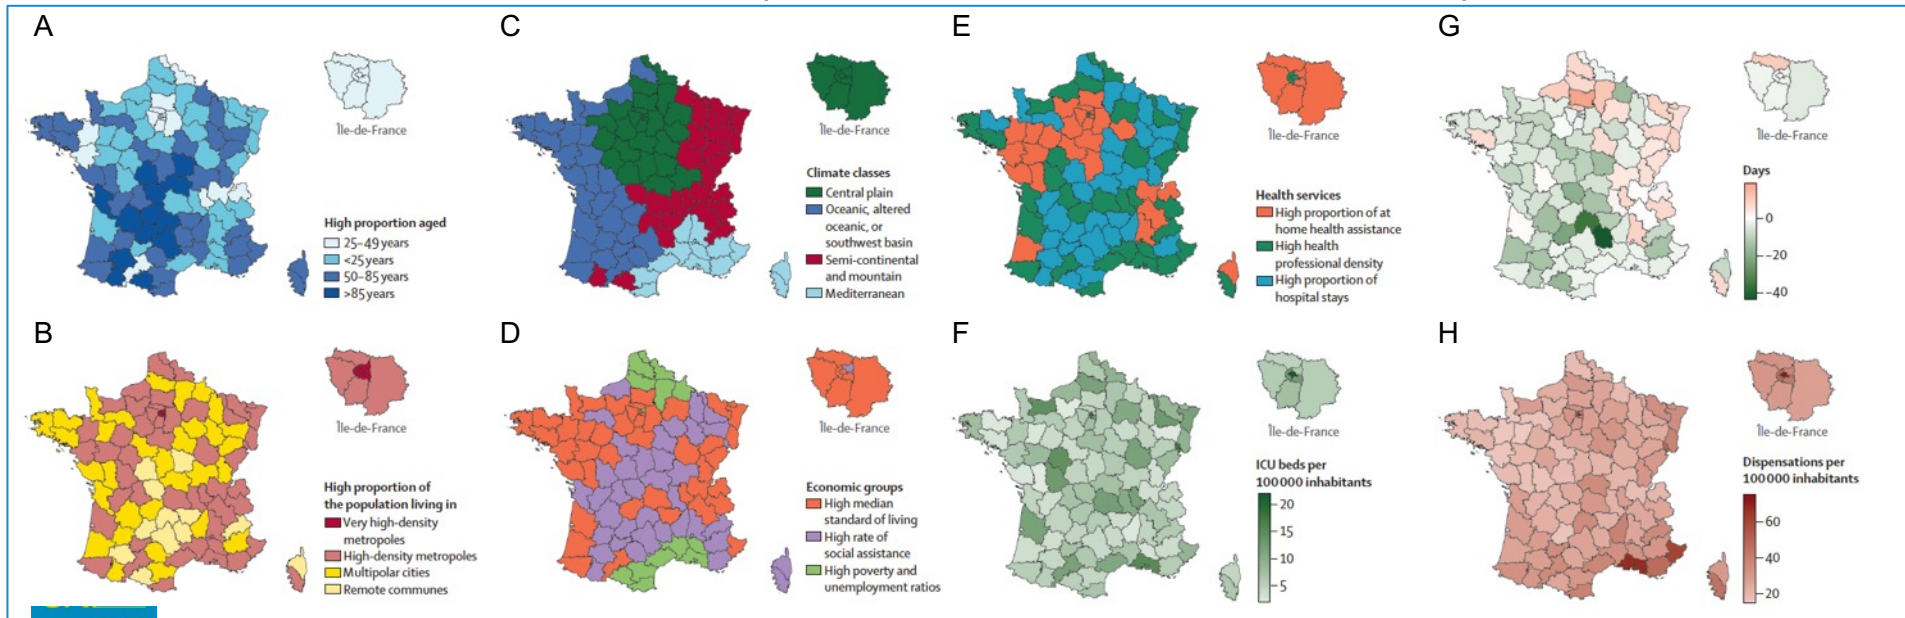 A
Île-de-France
High proportion aged
25–49 years
<25 years
50–85 years
>85 years
C
Île-de-France
Climate classes
Central plain
Oceanic, altered
oceanic, or
southwest basin
Semi-continental
and mountain
Mediterranean
E
Île-de-France
Health services
High proportion of at
home health assistance
High health
professional density
High proportion of
hospital stays
G
Île-de-France
Days
0
−20
−40
B
Île-de-France
High proportion of
the population living in
Very high-density
metropoles
High-density metropoles
Multipolar cities
Remote communes
D
Île-de-France
Economic groups
High median
standard of living
High rate of
social assistance
High poverty and
unemployment ratios
F
Île-de-France
ICU beds per
100 000 inhabitants
20
15
10
5
H
Île-de-France
Dispensations per
100 000 inhabitants
60
40
20